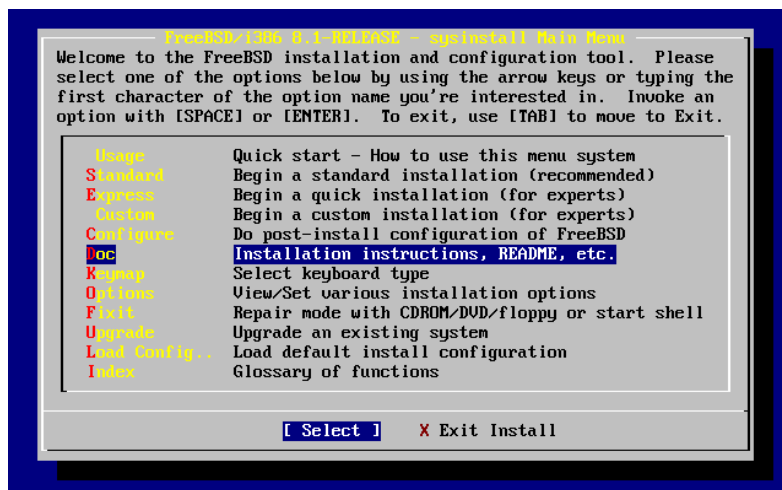 FreeBSD/i386 8.1-RELEASE - sysinstall Main Menu
Welcome to the FreeBSD installation and configuration tool.  Please
select one of the options below by using the arrow keys or typing the
first character of the option name you're interested in.  Invoke an
option with [SPACE] or [ENTER].  To exit, use [TAB] to move to Exit.
Usage Quick start - How to use this menu system
Standard Begin a standard installation (recommended)
Express Begin a quick installation (for experts)
Custom Begin a custom installation (for experts)
Configure Do post-install configuration of FreeBSD
Doc Installation instructions, README, etc.
Keymap Select keyboard type
Options View/Set various installation options
Fixit Repair mode with CDROM/DVD/floppy or start shell
Upgrade Upgrade an existing system
Load Config.. Load default install configuration
Index Glossary of functions
[ Select ] X Exit Install